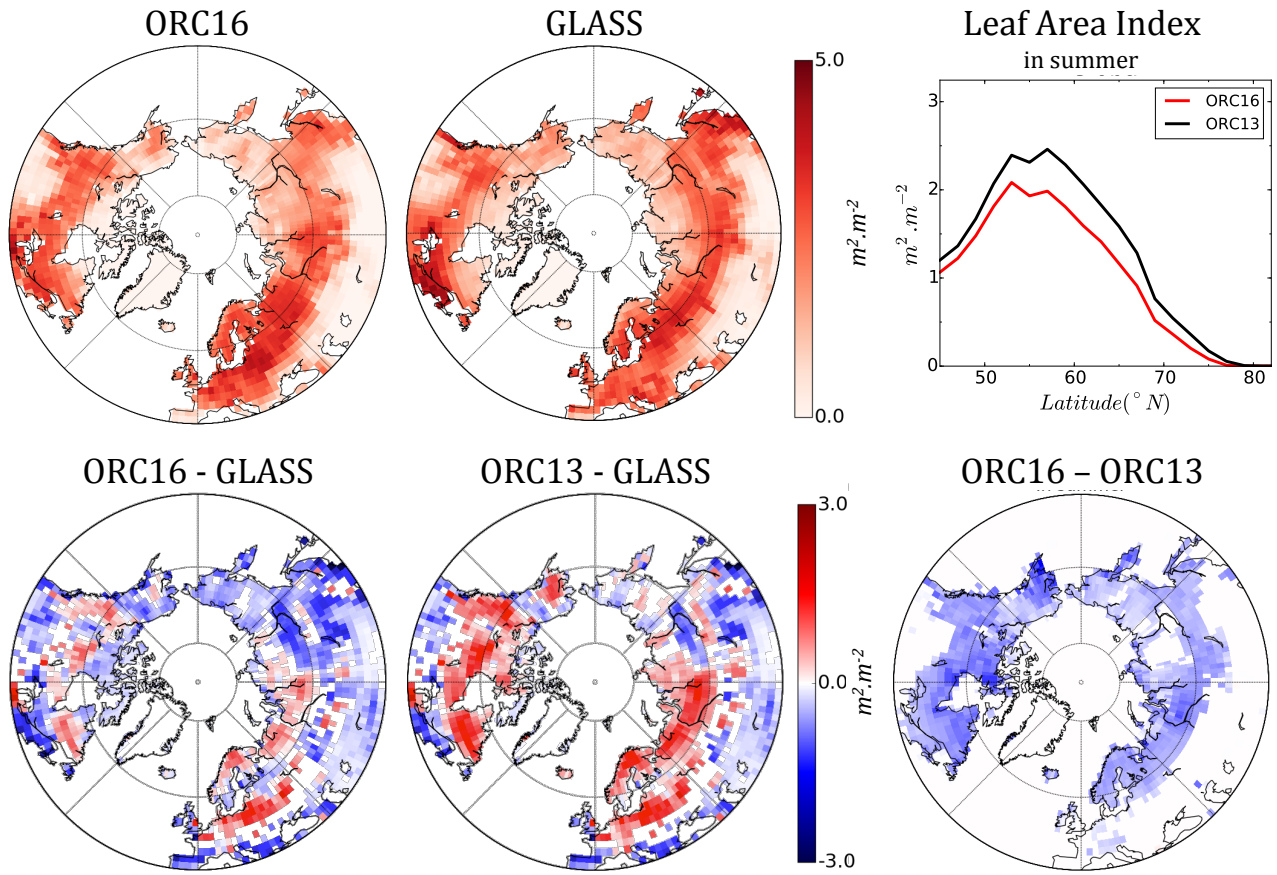 ORC16
GLASS
Leaf Area Index
in summer
5.0
m².m⁻²
0.0
3
2
1
0
m².m⁻²
ORC16
ORC13
50
60
70
80
Latitude(° N)
ORC16 - GLASS
ORC13 - GLASS
ORC16 – ORC13
3.0
0.0
m².m⁻²
-3.0